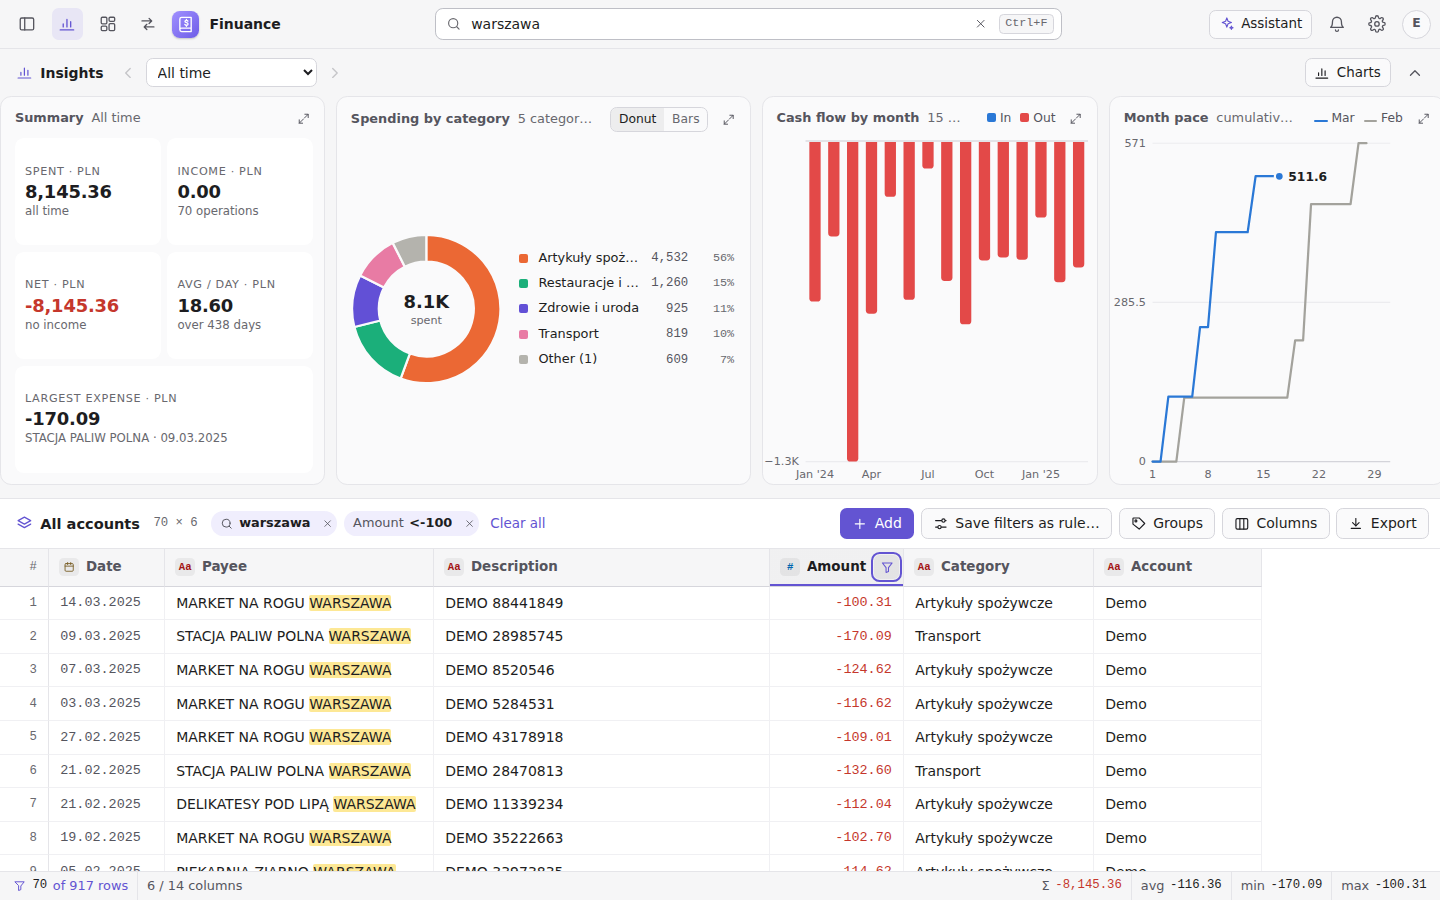 Finuance
warszawa
Ctrl+F
Assistant
E
Insights
All time
Charts
Summary All time
SPENT · PLN
8,145.36
all time
INCOME · PLN
0.00
70 operations
NET · PLN
-8,145.36
no income
AVG / DAY · PLN
18.60
over 438 days
LARGEST EXPENSE · PLN
-170.09
STACJA PALIW POLNA · 09.03.2025
Spending by category 5 categor…
Donut Bars
8.1K
spent
Artykuły spoż… 4,532 56%
Restauracje i … 1,260 15%
Zdrowie i uroda 925 11%
Transport 819 10%
Other (1) 609 7%
Cash flow by month 15 …
In Out
−1.3K
Jan '24 Apr Jul Oct Jan '25
Month pace cumulativ…
Mar Feb
571
511.6
285.5
0
1 8 15 22 29
All accounts 70 × 6
warszawa
Amount <-100
Clear all
Add
Save filters as rule…
Groups
Columns
Export
# Date Aa Payee Aa Description # Amount Aa Category Aa Account
1 14.03.2025 MARKET NA ROGU WARSZAWA DEMO 88441849 -100.31 Artykuły spożywcze Demo
2 09.03.2025 STACJA PALIW POLNA WARSZAWA DEMO 28985745 -170.09 Transport Demo
3 07.03.2025 MARKET NA ROGU WARSZAWA DEMO 8520546 -124.62 Artykuły spożywcze Demo
4 03.03.2025 MARKET NA ROGU WARSZAWA DEMO 5284531 -116.62 Artykuły spożywcze Demo
5 27.02.2025 MARKET NA ROGU WARSZAWA DEMO 43178918 -109.01 Artykuły spożywcze Demo
6 21.02.2025 STACJA PALIW POLNA WARSZAWA DEMO 28470813 -132.60 Transport Demo
7 21.02.2025 DELIKATESY POD LIPĄ WARSZAWA DEMO 11339234 -112.04 Artykuły spożywcze Demo
8 19.02.2025 MARKET NA ROGU WARSZAWA DEMO 35222663 -102.70 Artykuły spożywcze Demo
70 of 917 rows
6 / 14 columns
Σ -8,145.36
avg -116.36
min -170.09
max -100.31